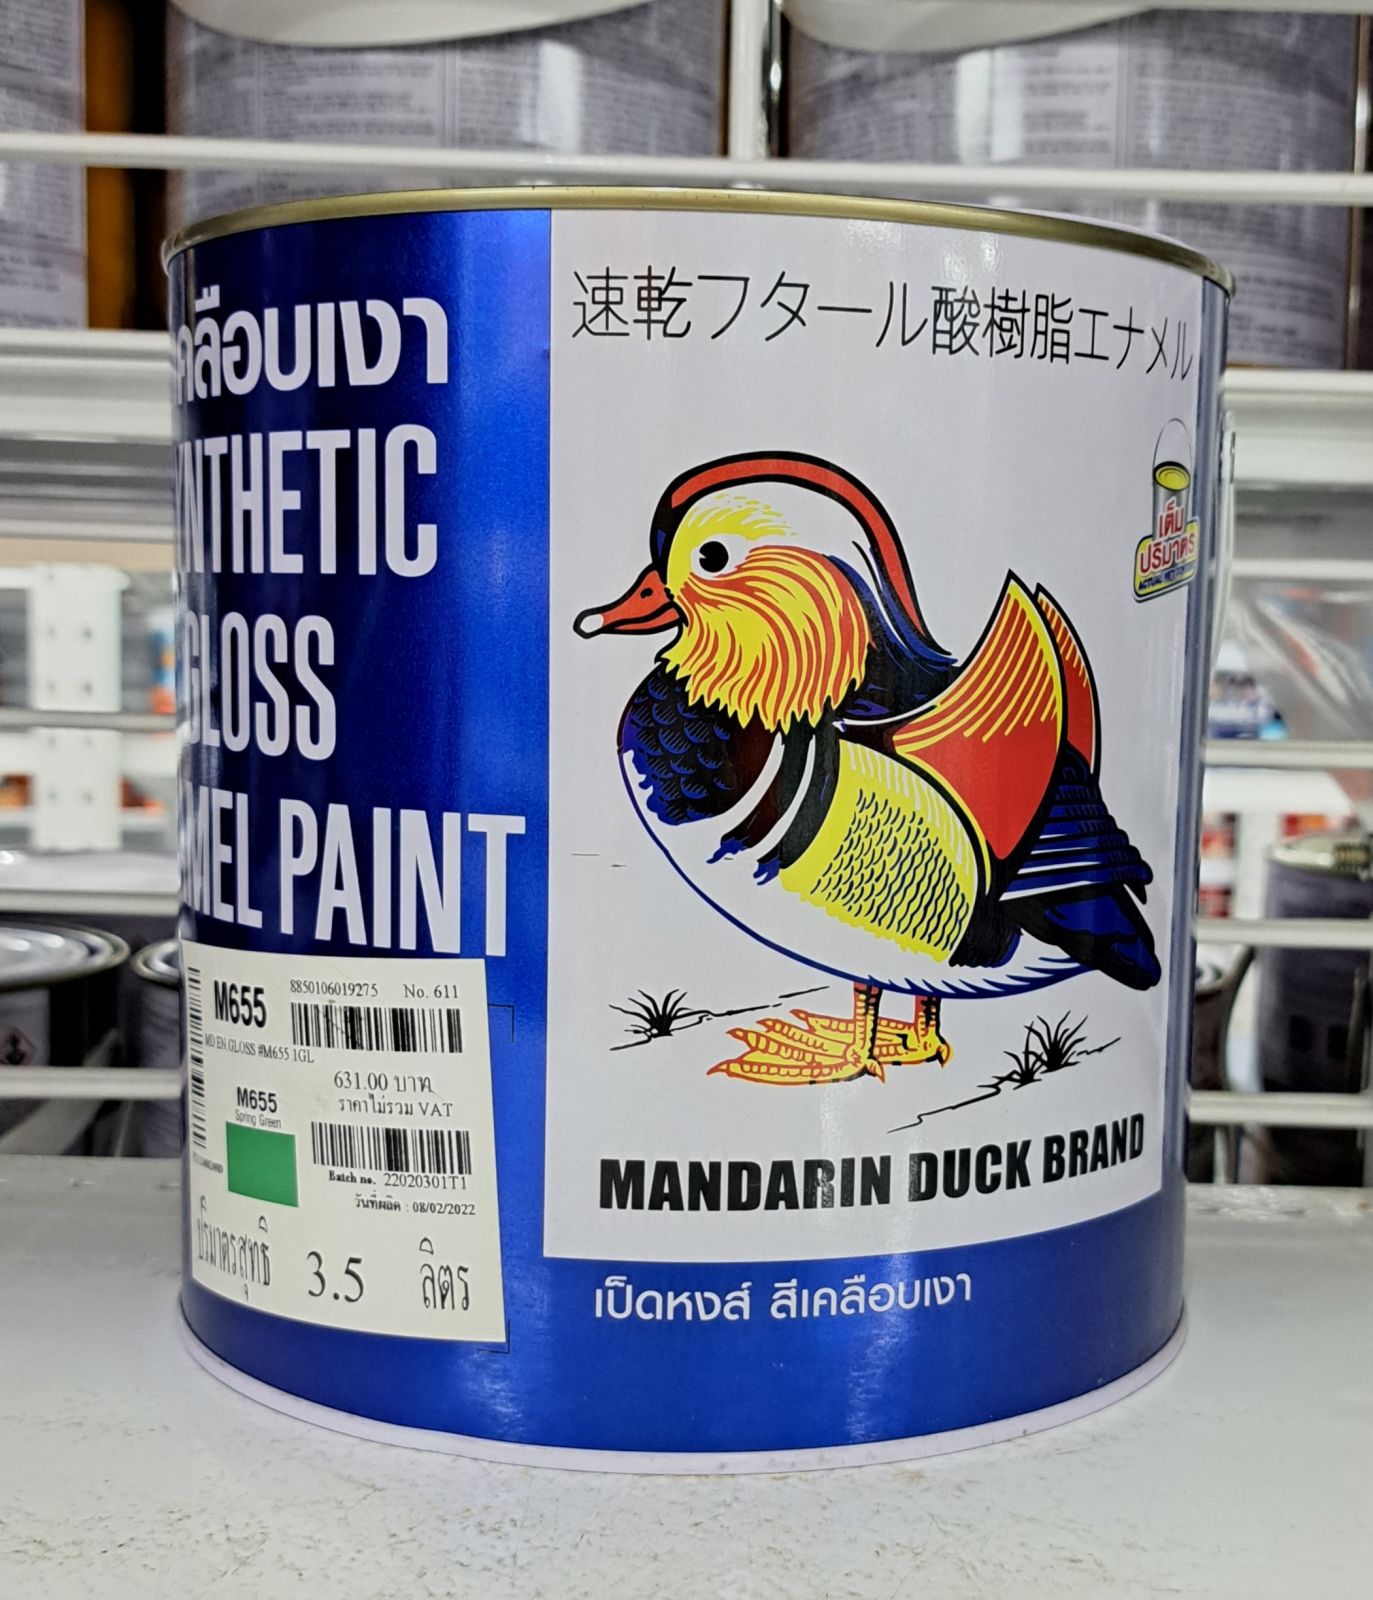 速乾フタール酸樹脂エナメル
คลือบเงา
YNTHETIC
GLOSS
AMEL PAINT
เต็ม
ปริมาตร
M655
8850106019275 No. 611
MD EN GLOSS #M655 1GL
631.00 บาท
ราคาไม่รวม VAT
M655
Spring Green
Batch no. 22020301T1
วันที่ผลิต : 08/02/2022
ปริมาตรสุทธิ 3.5 ลิตร
MANDARIN DUCK BRAND
เป็ดหงส์ สีเคลือบเงา